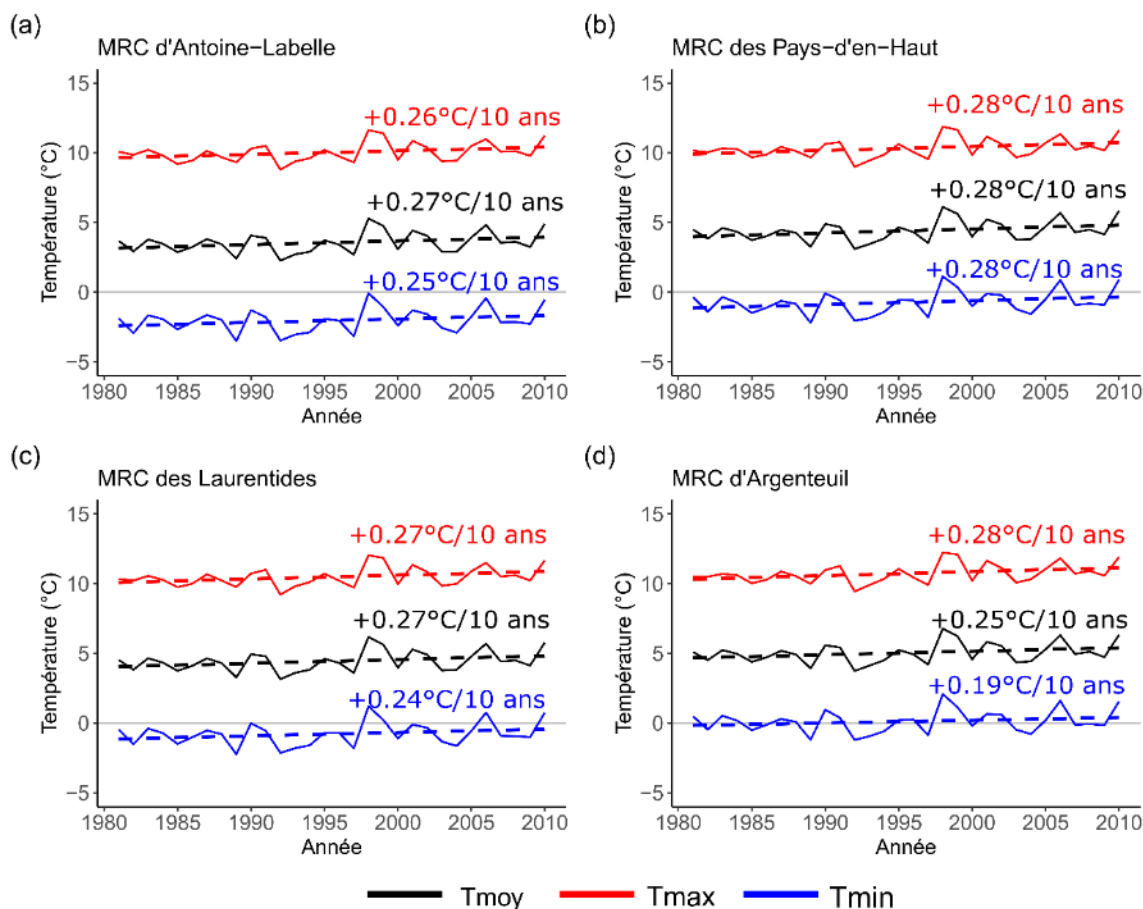 (a)
MRC d'Antoine−Labelle
15
10
5
0
−5
Température (°C)
+0.26°C/10 ans
+0.27°C/10 ans
+0.25°C/10 ans
1980 1985 1990 1995 2000 2005 2010
Année
(b)
MRC des Pays−d'en−Haut
15
10
5
0
−5
Température (°C)
+0.28°C/10 ans
+0.28°C/10 ans
+0.28°C/10 ans
1980 1985 1990 1995 2000 2005 2010
Année
(c)
MRC des Laurentides
15
10
5
0
−5
Température (°C)
+0.27°C/10 ans
+0.27°C/10 ans
+0.24°C/10 ans
1980 1985 1990 1995 2000 2005 2010
Année
(d)
MRC d'Argenteuil
15
10
5
0
−5
Température (°C)
+0.28°C/10 ans
+0.25°C/10 ans
+0.19°C/10 ans
1980 1985 1990 1995 2000 2005 2010
Année
Tmoy Tmax Tmin